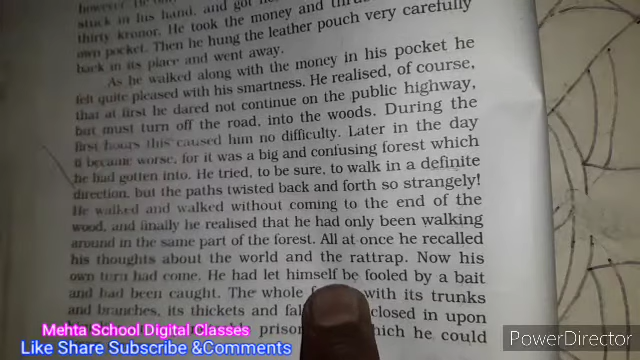 however
stuck in his hand, and got
thirty kronor. He took the money and
own pocket. Then he hung the leather pouch very carefully
back in its place and went away.
As he walked along with the money in his pocket he
felt quite pleased with his smartness. He realised, of course,
that at first he dared not continue on the public highway,
but must turn off the road, into the woods. During the
first hours this caused him no difficulty. Later in the day
it became worse, for it was a big and confusing forest which
he had gotten into. He tried, to be sure, to walk in a definite
direction, but the paths twisted back and forth so strangely!
He walked and walked without coming to the end of the
wood, and finally he realised that he had only been walking
around in the same part of the forest. All at once he recalled
his thoughts about the world and the rattrap. Now his
own turn had come. He had let himself be fooled by a bait
and had been caught. The whole with its trunks
and branches, its thickets and closed in upon
hich he could
Mehta School Digital Classes
Like Share Subscribe &Comments
PowerDirector